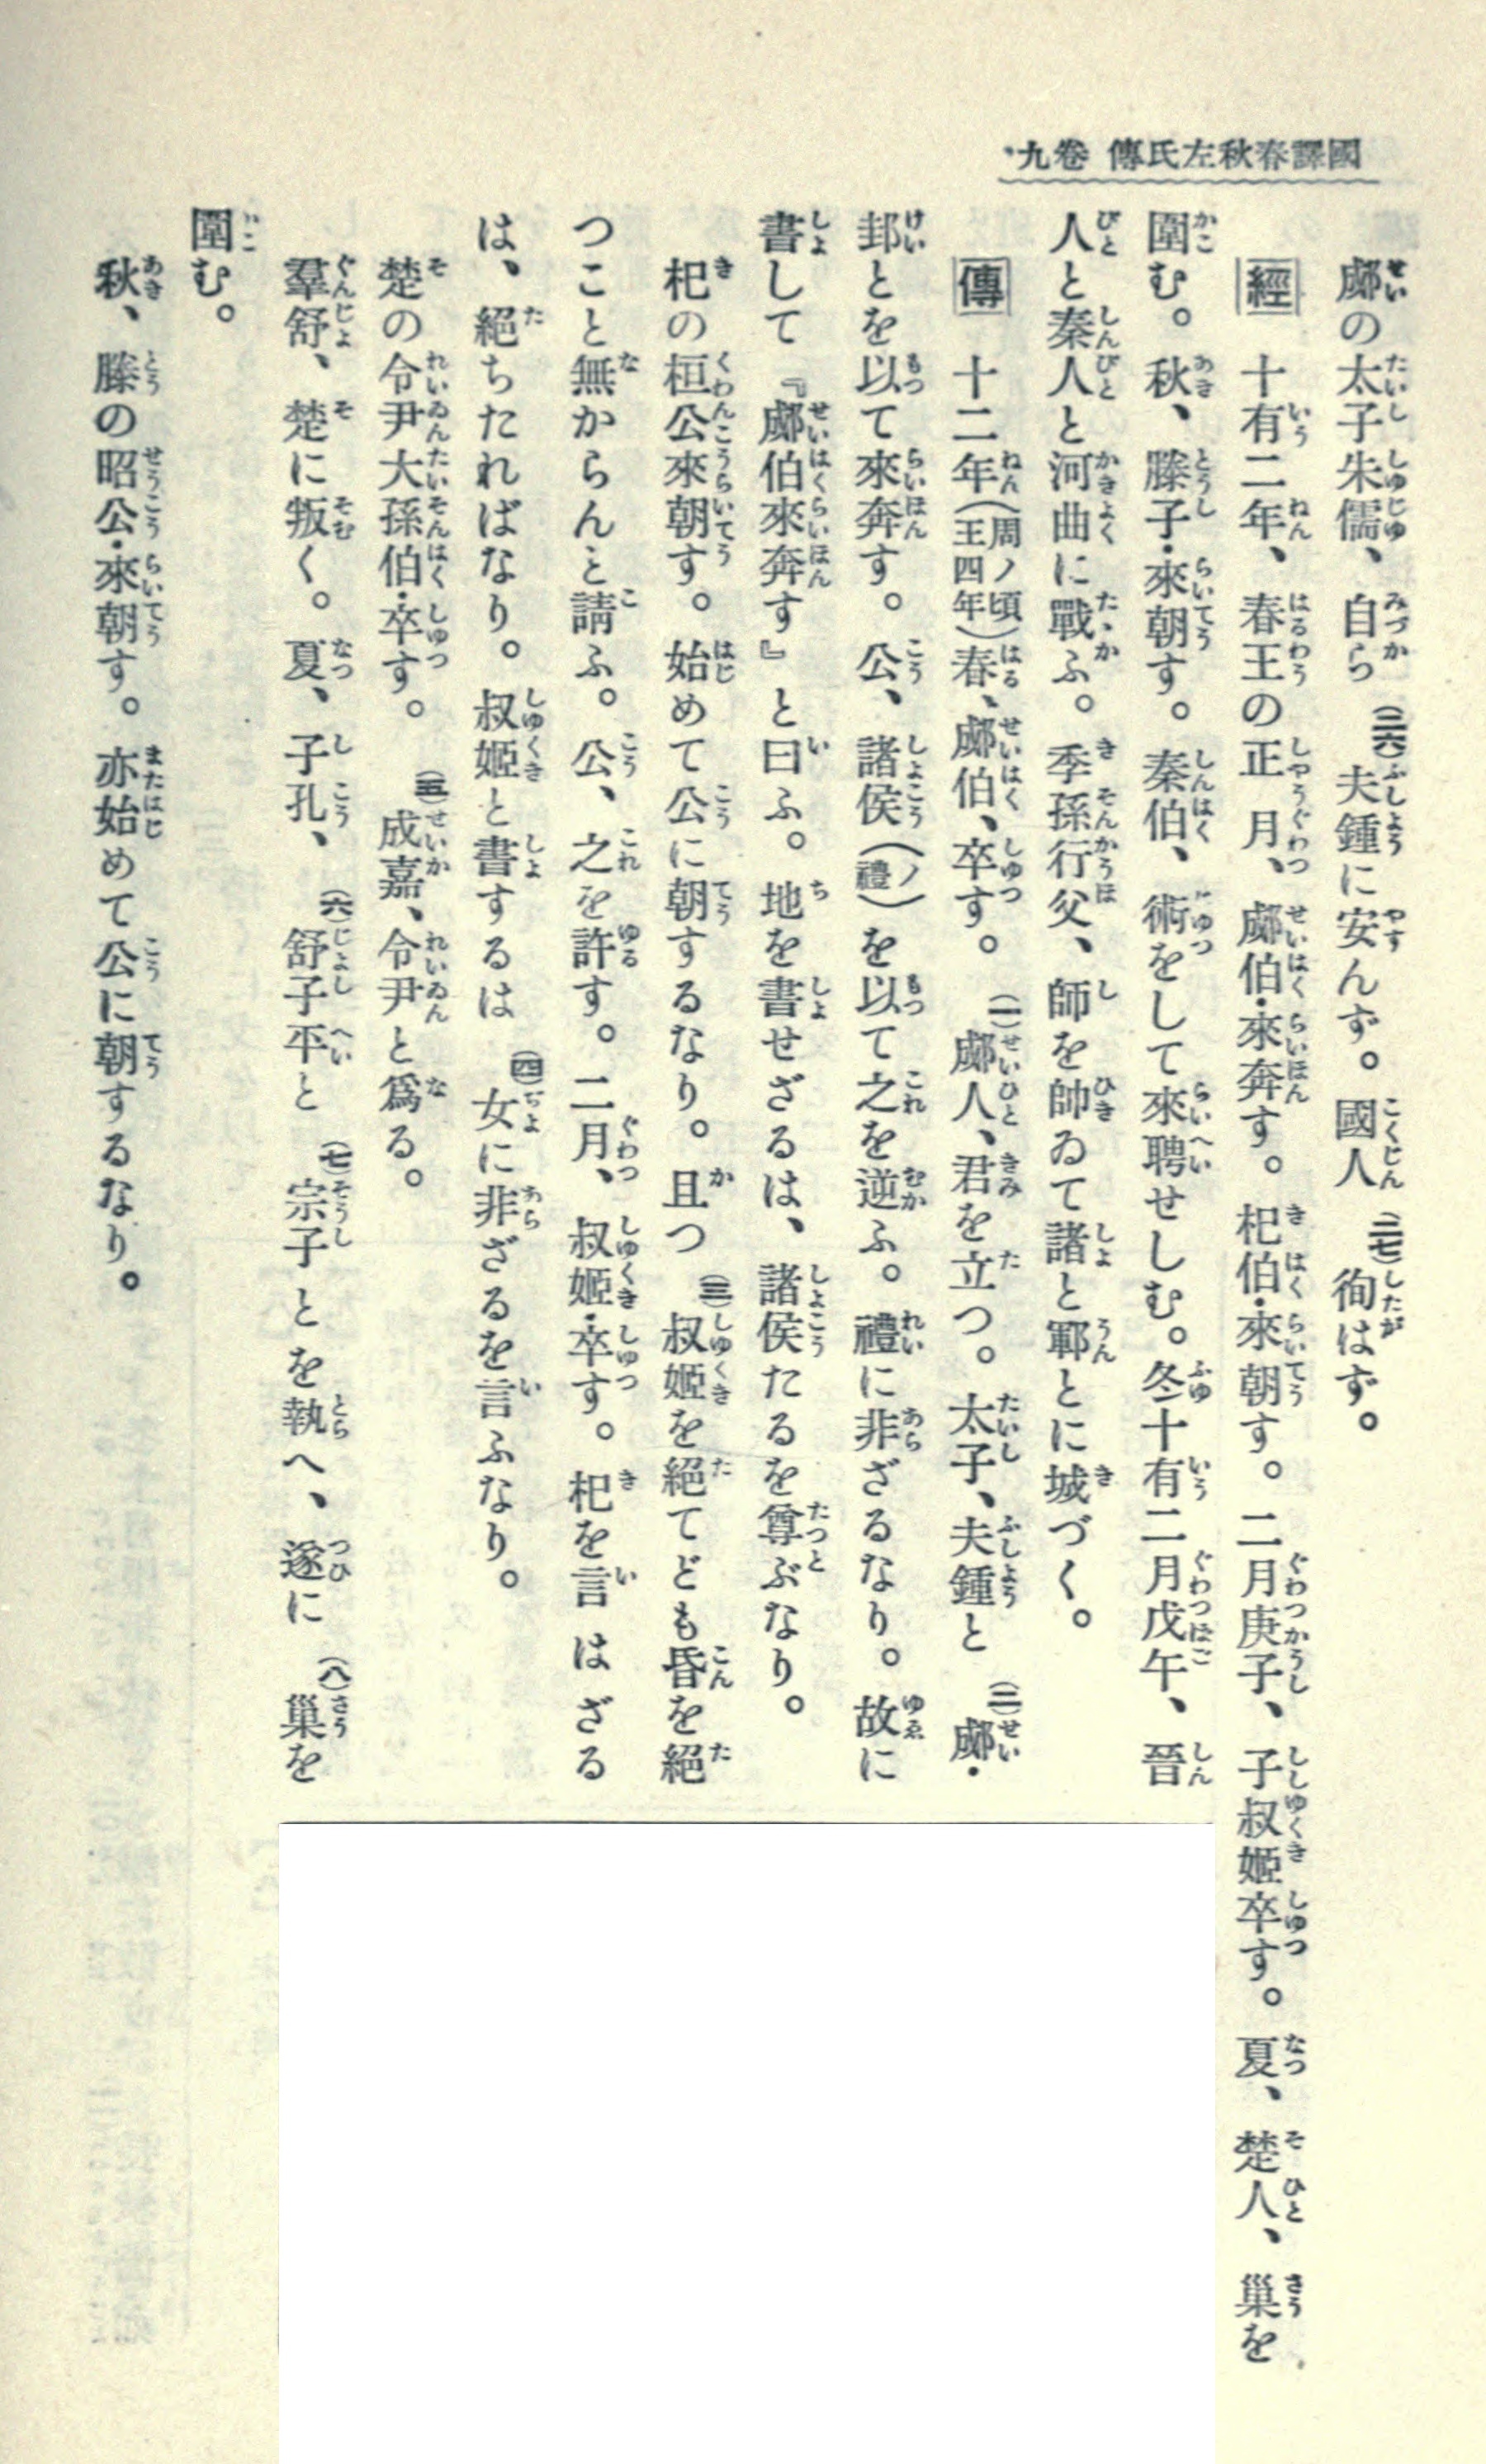 國譯春秋左氏傳 卷九
郕の太子朱儒、自ら(二六)夫鍾に安んず。國人(二七)徇はず。
經 十有二年、春王の正月、郕伯・來奔す。杞伯・來朝す。二月庚子、子叔姬卒す。夏、楚人、巢を
圍む。秋、滕子・來朝す。秦伯、術をして來聘せしむ。冬十有二月戊午、晉
人と秦人と河曲に戰ふ。季孫行父、師を帥ゐて諸と鄆とに城づく。
傳 十二年(周ノ頃王四年)春、郕伯、卒す。(一)郕人、君を立つ。太子、夫鍾と(二)郕・
邽とを以て來奔す。公、諸侯(ノ禮)を以て之を逆ふ。禮に非ざるなり。故に
書して『郕伯來奔す』と曰ふ。地を書せざるは、諸侯たるを尊ぶなり。
杞の桓公來朝す。始めて公に朝するなり。且つ(三)叔姬を絕てども昏を絕
つこと無からんと請ふ。公、之を許す。二月、叔姬・卒す。杞を言はざる
は、絕ちたればなり。叔姬と書するは(四)女に非ざるを言ふなり。
楚の令尹大孫伯・卒す。(五)成嘉、令尹と爲る。
羣舒、楚に叛く。夏、子孔、(六)舒子平と(七)宗子とを執へ、遂に(八)巢を
圍む。
秋、滕の昭公・來朝す。亦始めて公に朝するなり。